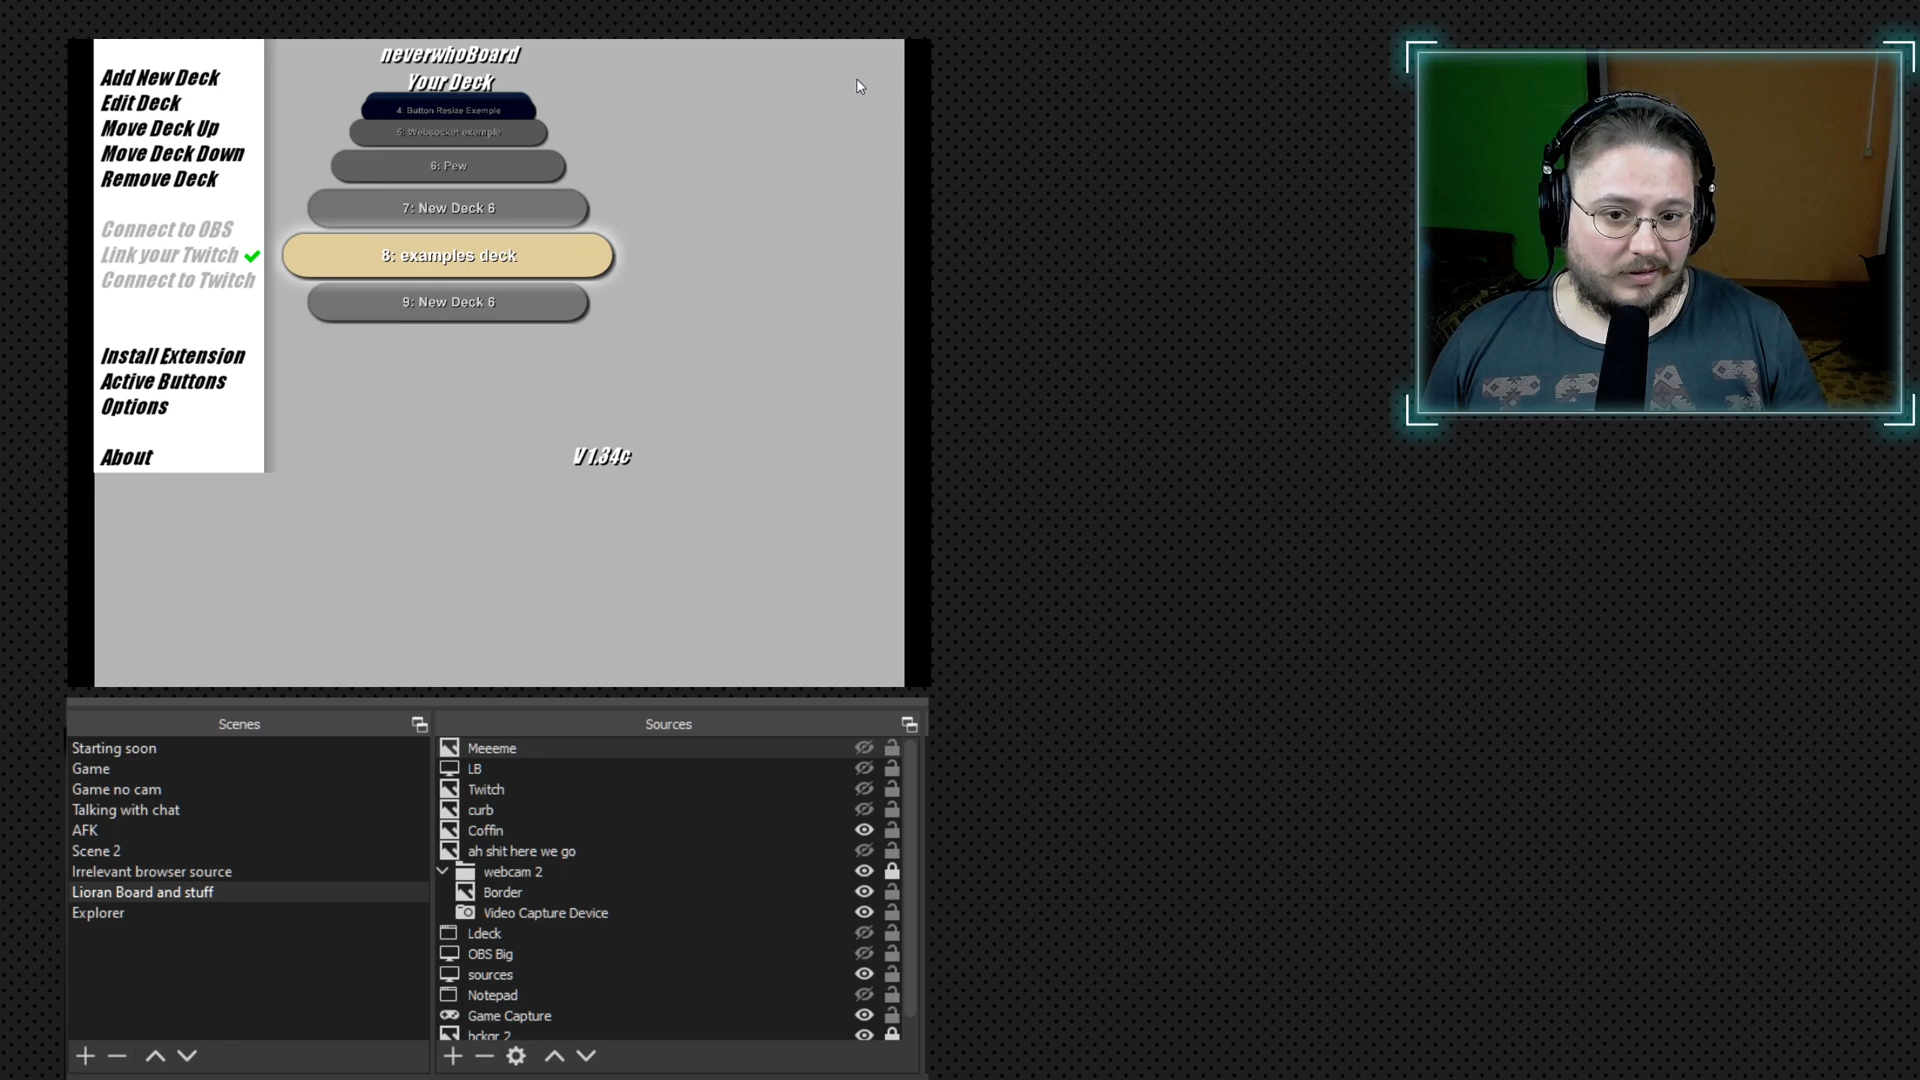 Add New Deck
Edit Deck
Move Deck Up
Move Deck Down
Remove Deck
Connect to OBS
Link your Twitch
Connect to Twitch
Install Extension
Active Buttons
Options
About
neverwhoBoard
Your Deck
4: Button Resize Exemple
5: Websocket exemple
6: Pew
7: New Deck 6
8: examples deck
9: New Deck 6
V 1.34c
Scenes
Starting soon
Game
Game no cam
Talking with chat
AFK
Scene 2
Irrelevant browser source
Lioran Board and stuff
Explorer
Sources
Meeeme
LB
Twitch
curb
Coffin
ah shit here we go
webcam 2
Border
Video Capture Device
Ldeck
OBS Big
sources
Notepad
Game Capture
bckgr 2